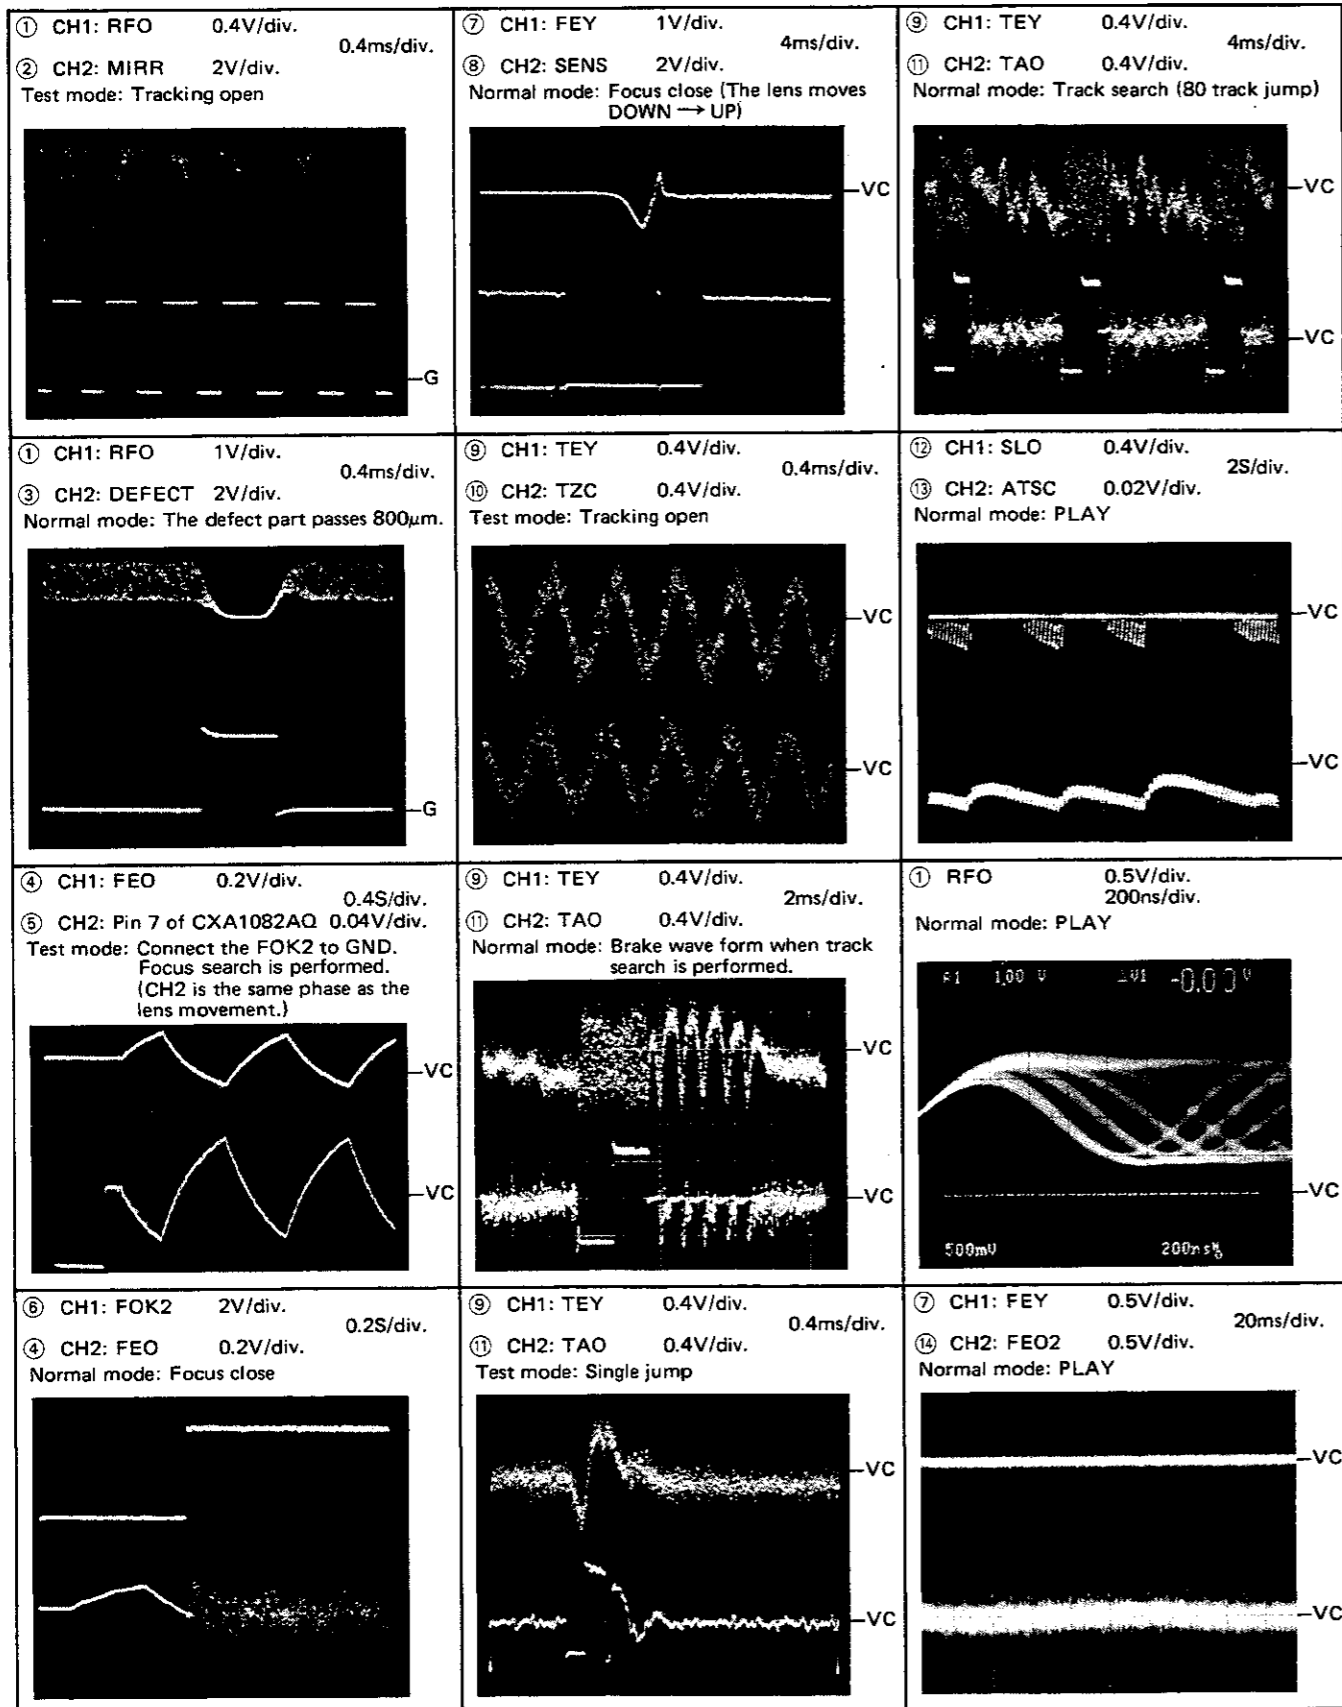 ① CH1: RFO 0.4V/div.
0.4ms/div.
② CH2: MIRR 2V/div.
Test mode: Tracking open
G
⑦ CH1: FEY 1V/div.
4ms/div.
⑧ CH2: SENS 2V/div.
Normal mode: Focus close (The lens moves
DOWN → UP)
VC
⑨ CH1: TEY 0.4V/div.
4ms/div.
⑪ CH2: TAO 0.4V/div.
Normal mode: Track search (80 track jump)
VC
VC
① CH1: RFO 1V/div.
0.4ms/div.
③ CH2: DEFECT 2V/div.
Normal mode: The defect part passes 800μm.
G
⑨ CH1: TEY 0.4V/div.
0.4ms/div.
⑩ CH2: TZC 0.4V/div.
Test mode: Tracking open
VC
VC
⑫ CH1: SLO 0.4V/div.
2S/div.
⑬ CH2: ATSC 0.02V/div.
Normal mode: PLAY
VC
VC
④ CH1: FEO 0.2V/div.
0.4S/div.
⑤ CH2: Pin 7 of CXA1082AQ 0.04V/div.
Test mode: Connect the FOK2 to GND.
Focus search is performed.
(CH2 is the same phase as the
lens movement.)
VC
VC
⑨ CH1: TEY 0.4V/div.
2ms/div.
⑪ CH2: TAO 0.4V/div.
Normal mode: Brake wave form when track
search is performed.
VC
VC
① RFO 0.5V/div.
200ns/div.
Normal mode: PLAY
1.00 V
VC
500mV 200ns
⑥ CH1: FOK2 2V/div.
0.2S/div.
④ CH2: FEO 0.2V/div.
Normal mode: Focus close
⑨ CH1: TEY 0.4V/div.
0.4ms/div.
⑪ CH2: TAO 0.4V/div.
Test mode: Single jump
VC
VC
⑦ CH1: FEY 0.5V/div.
20ms/div.
⑭ CH2: FEO2 0.5V/div.
Normal mode: PLAY
VC
VC